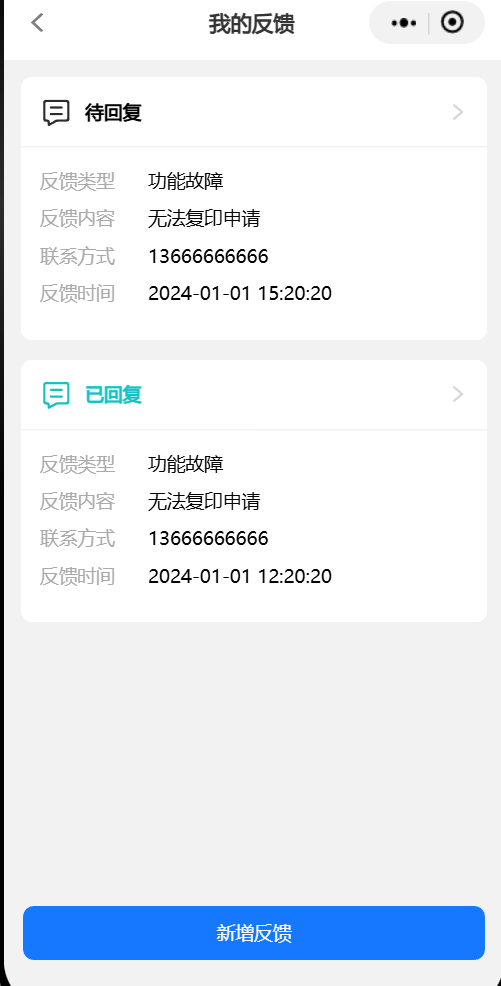 我的反馈
待回复
反馈类型 功能故障
反馈内容 无法复印申请
联系方式 13666666666
反馈时间 2024-01-01 15:20:20
已回复
反馈类型 功能故障
反馈内容 无法复印申请
联系方式 13666666666
反馈时间 2024-01-01 12:20:20
新增反馈